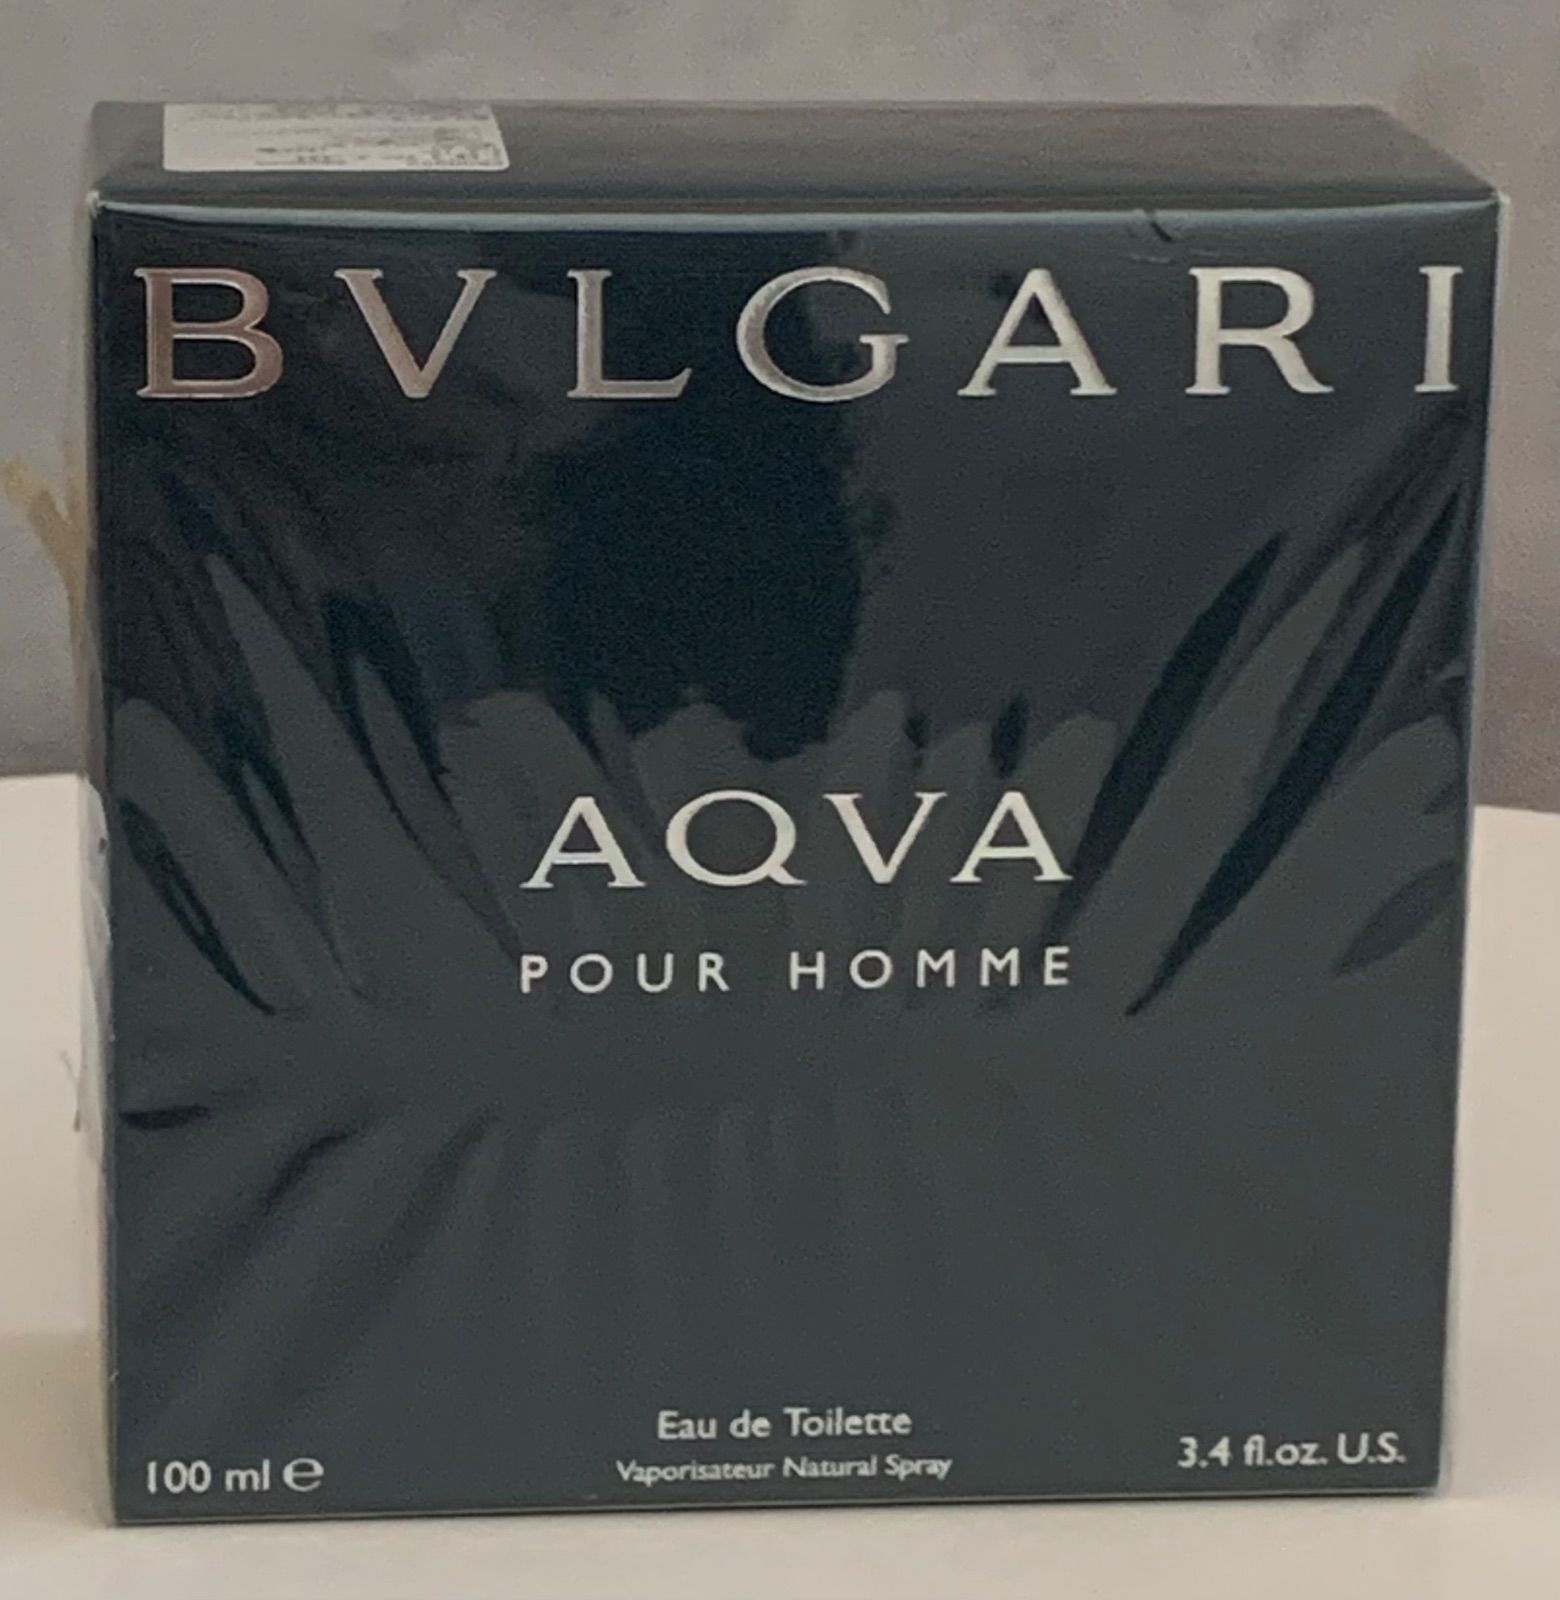 BVLGARI
AQVA
POUR HOMME
Eau de Toilette
Vaporisateur Natural Spray
100 ml ℮
3.4 fl.oz. U.S.